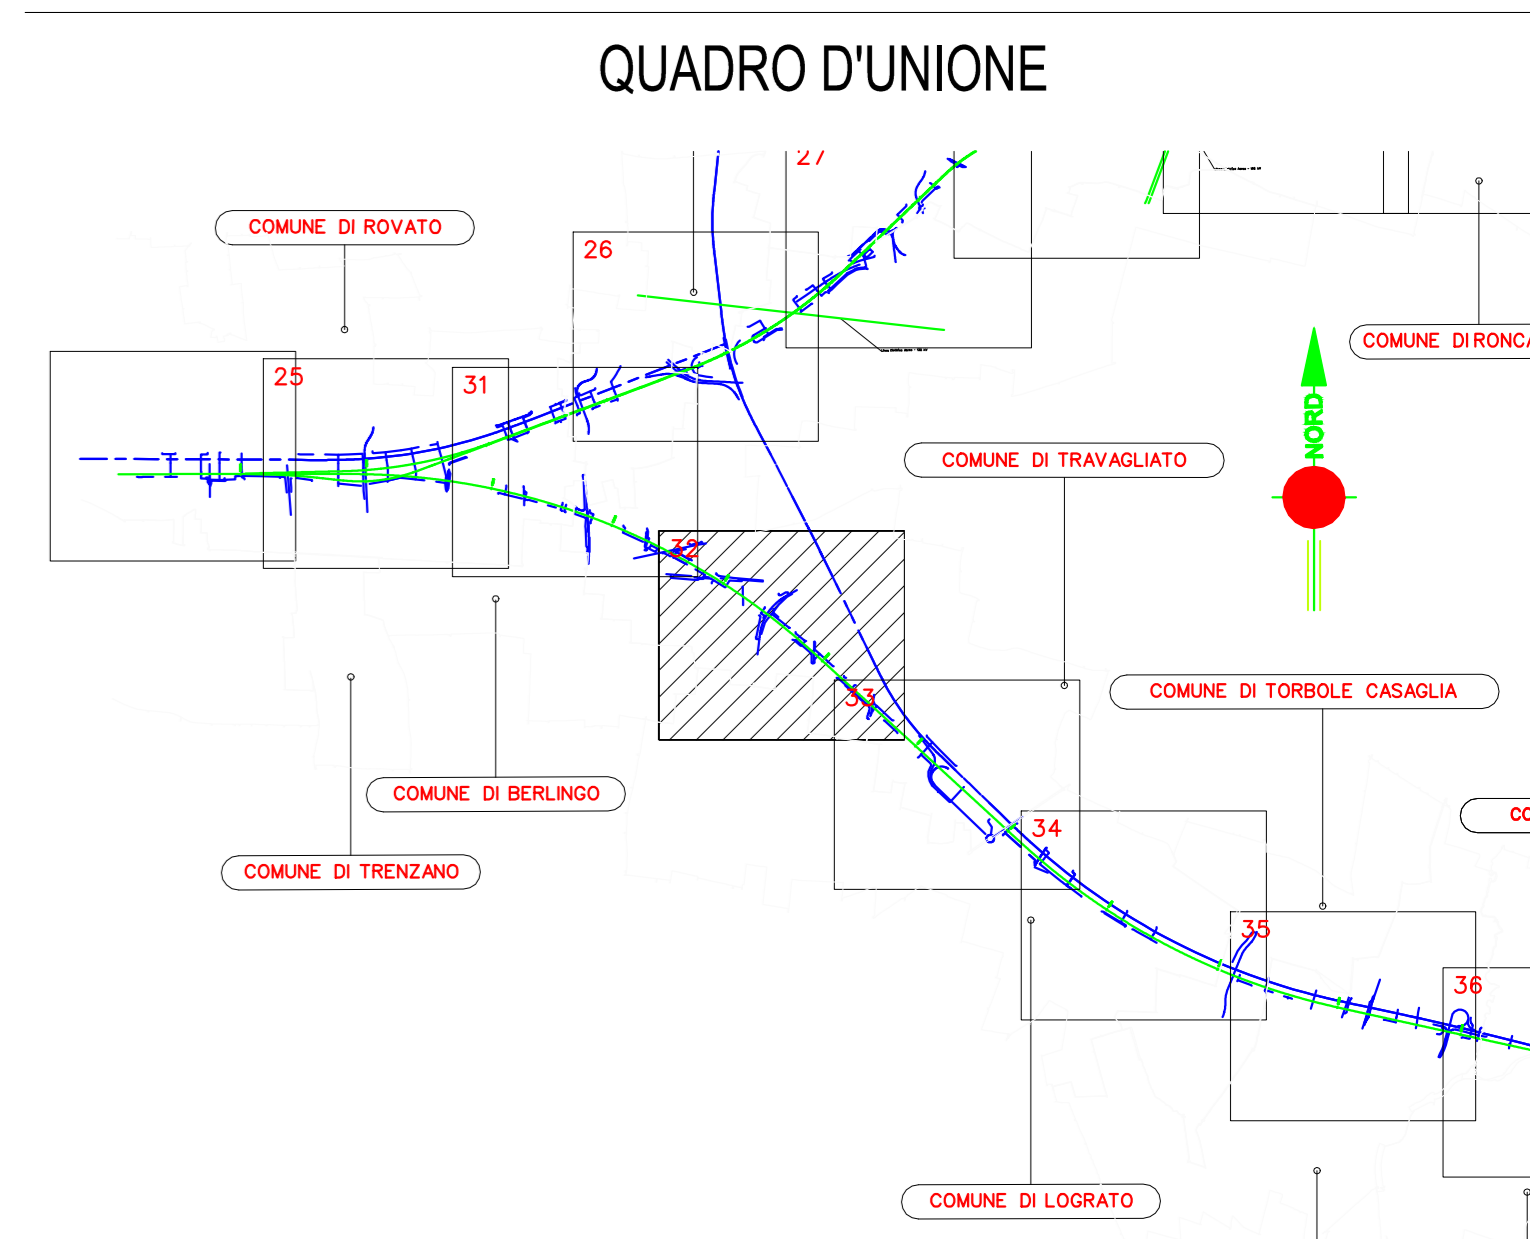 QUADRO D'UNIONE
27
COMUNE DI ROVATO
26
COMUNE DI RONCA
25
31
NORD
COMUNE DI TRAVAGLIATO
32
COMUNE DI TORBOLE CASAGLIA
33
COMUNE DI BERLINGO
CO
34
COMUNE DI TRENZANO
35
36
COMUNE DI LOGRATO